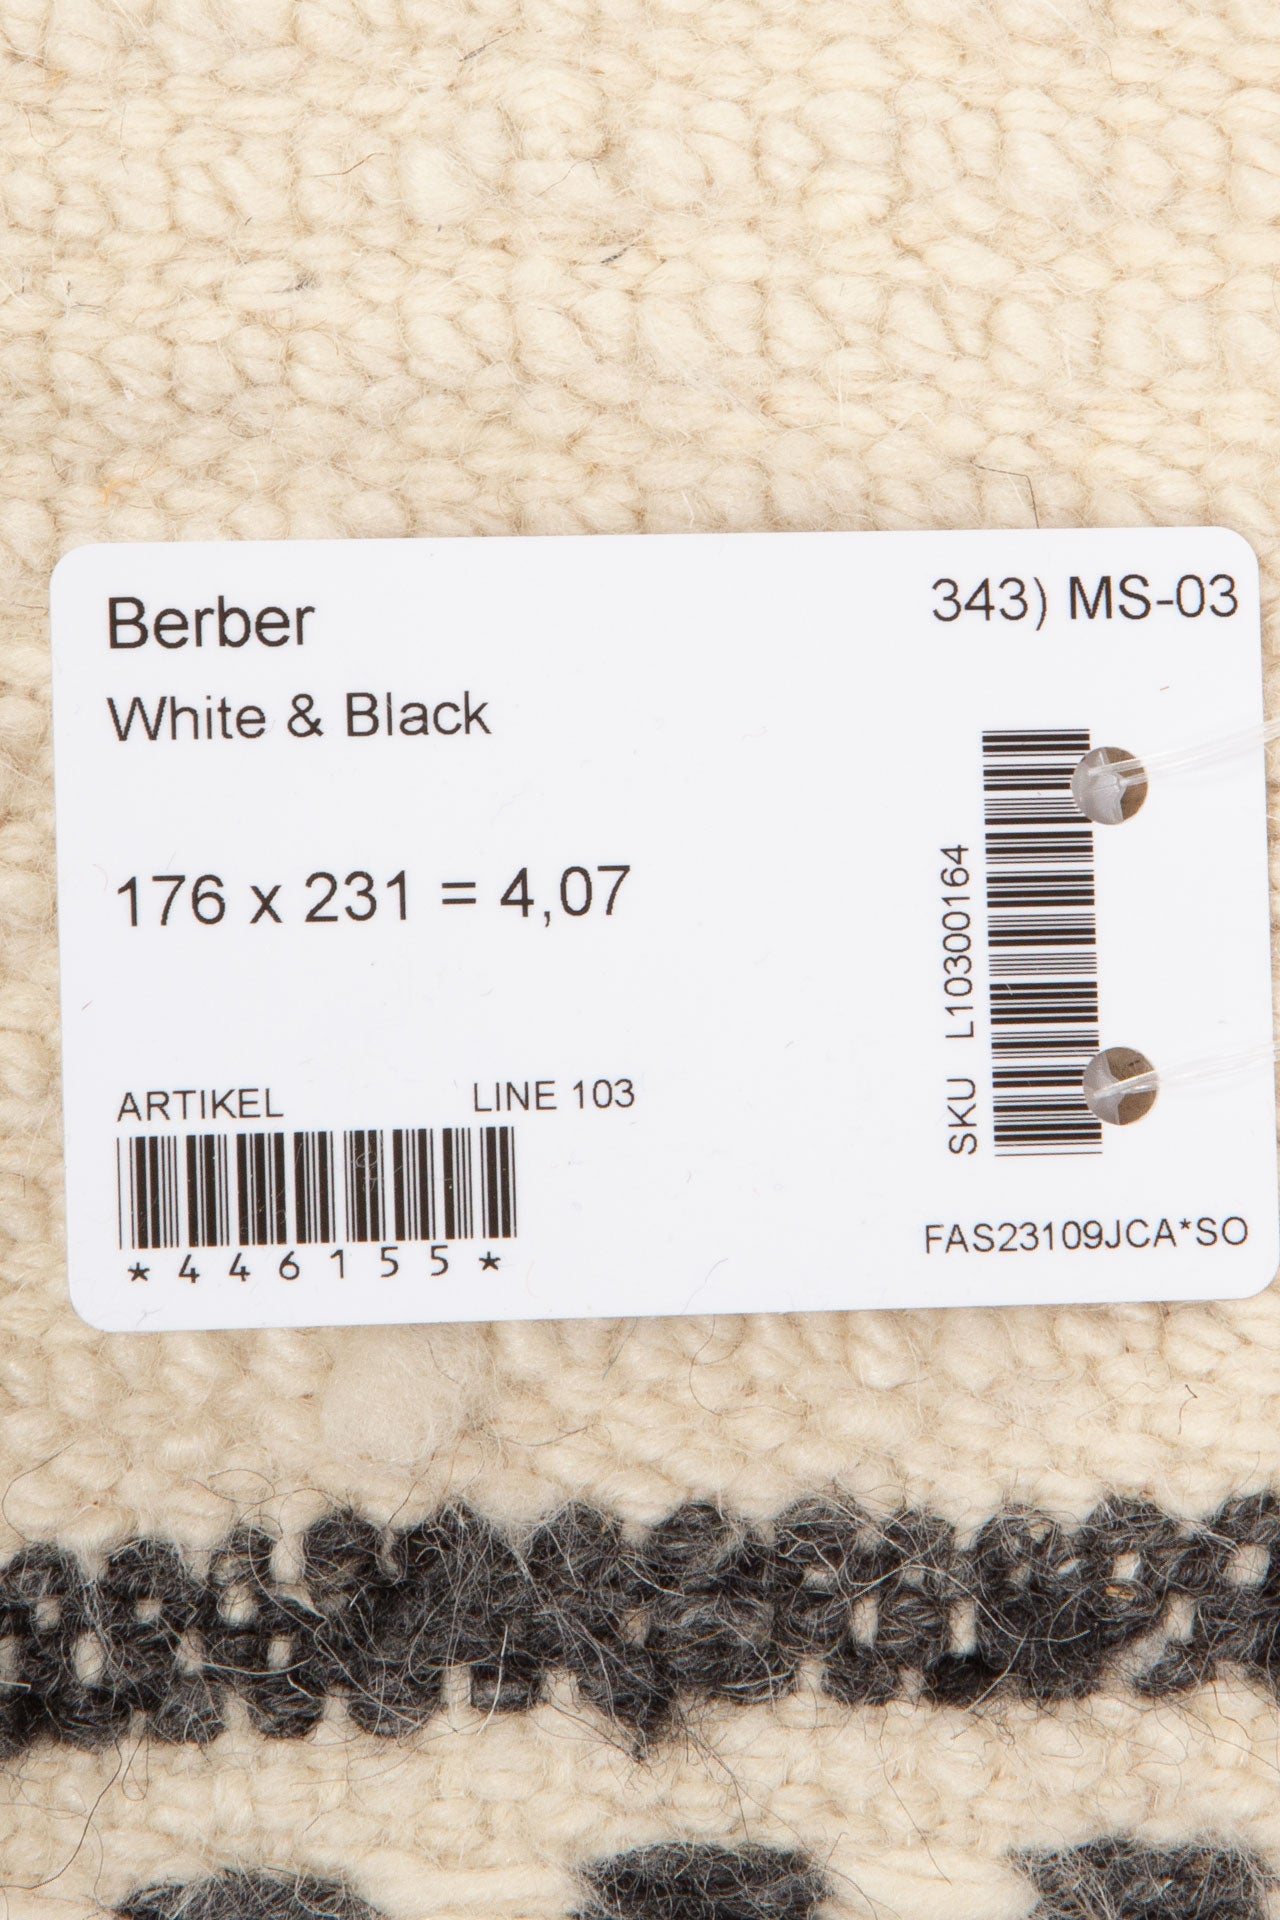 Berber
343) MS-03
White & Black
176 x 231 = 4,07
SKU L10300164
ARTIKEL
LINE 103
*446155*
FAS23109JCA*SO